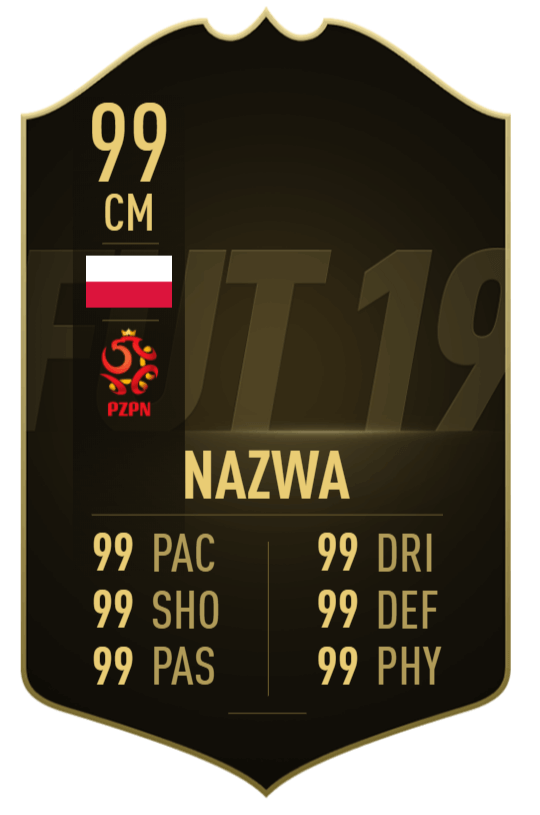 99
CM
FUT 19
PZPN
NAZWA
99 PAC
99 SHO
99 PAS
99 DRI
99 DEF
99 PHY